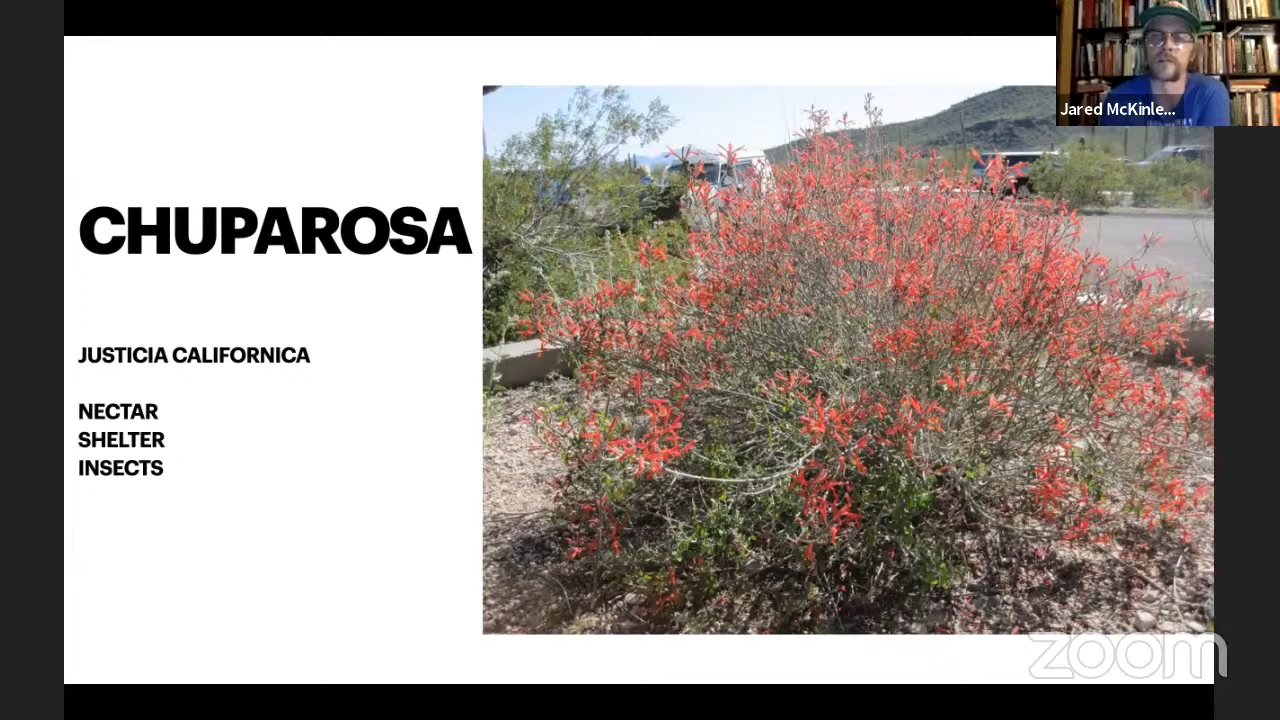 CHUPAROSA
JUSTICIA CALIFORNICA
NECTAR
SHELTER
INSECTS
Jared McKinle...
zoom